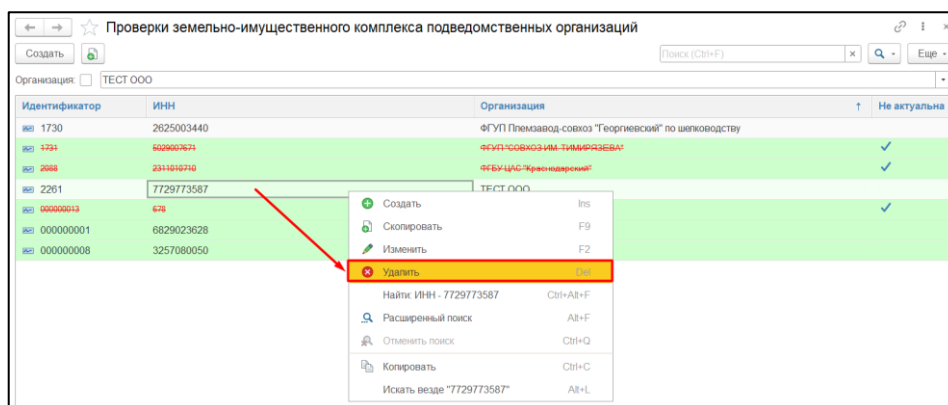 Проверки земельно-имущественного комплекса подведомственных организаций
Создать Поиск (Ctrl+F) × Еще
Организация: ТЕСТ ООО
Идентификатор ИНН Организация ↑ Не актуальна
1730 2625003440 ФГУП Племзавод-совхоз "Георгиевский" по шелководству
1731 5029007671 ФГУП "СОВХОЗ ИМ. ТИМИРЯЗЕВА"
2088 2311010710 ФГБУ ЦАС "Краснодарский"
2261 7729773587 ТЕСТ ООО
000000013 678
000000001 6829023628
000000008 3257080050
Создать Ins
Скопировать F9
Изменить F2
Удалить Del
Найти: ИНН - 7729773587 Ctrl+Alt+F
Расширенный поиск Alt+F
Отменить поиск Ctrl+Q
Копировать Ctrl+C
Искать везде "7729773587" Alt+L